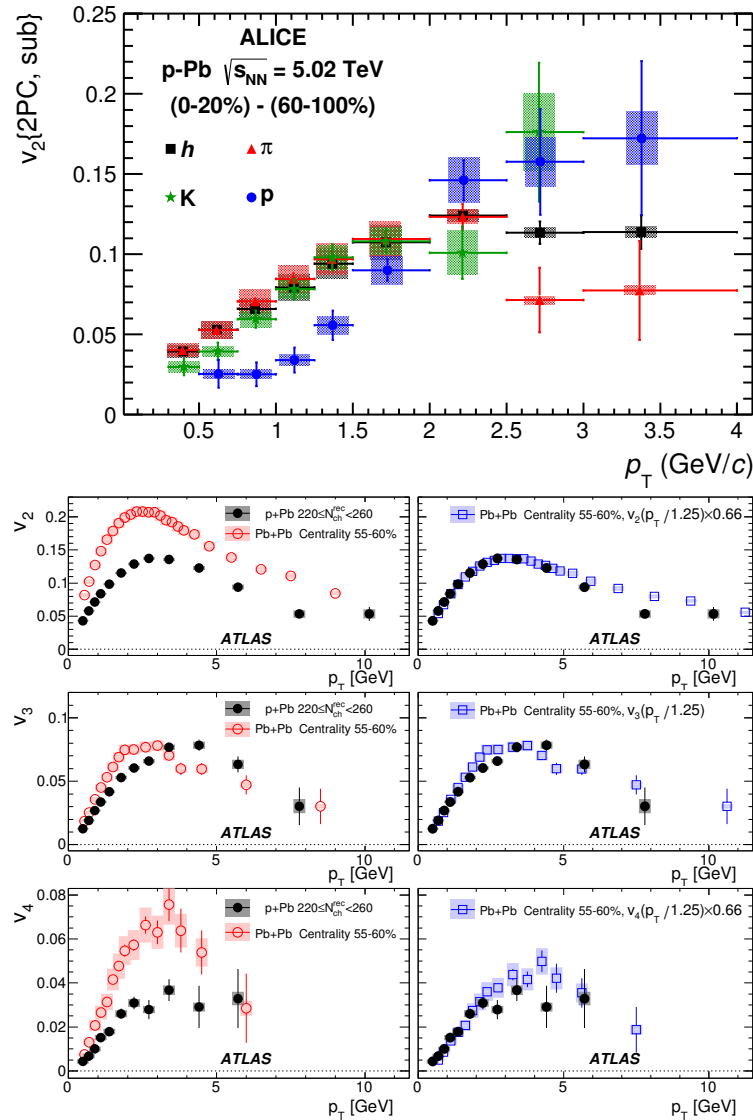 ALICE
p-Pb √sNN = 5.02 TeV
(0-20%) - (60-100%)
h
π
K
p
v2{2PC, sub}
0.25
0.2
0.15
0.1
0.05
0
0.5 1 1.5 2 2.5 3 3.5 4
pT (GeV/c)
v2
0.20
0.15
0.10
0.05
0
p+Pb 220≤Nchrec<260
Pb+Pb Centrality 55-60%
ATLAS
0 5 10
pT [GeV]
p+Pb 220≤Nchrec<260
Pb+Pb Centrality 55-60%, v2(pT / 1.25)×0.66
ATLAS
0 5 10
pT [GeV]
v3
0.1
0.05
0
p+Pb 220≤Nchrec<260
Pb+Pb Centrality 55-60%
ATLAS
0 5 10
pT [GeV]
Pb+Pb Centrality 55-60%, v3(pT / 1.25)
ATLAS
0 5 10
pT [GeV]
v4
0.08
0.06
0.04
0.02
0
p+Pb 220≤Nchrec<260
Pb+Pb Centrality 55-60%
ATLAS
0 5 10
pT [GeV]
Pb+Pb Centrality 55-60%, v4(pT / 1.25)×0.66
ATLAS
0 5 10
pT [GeV]